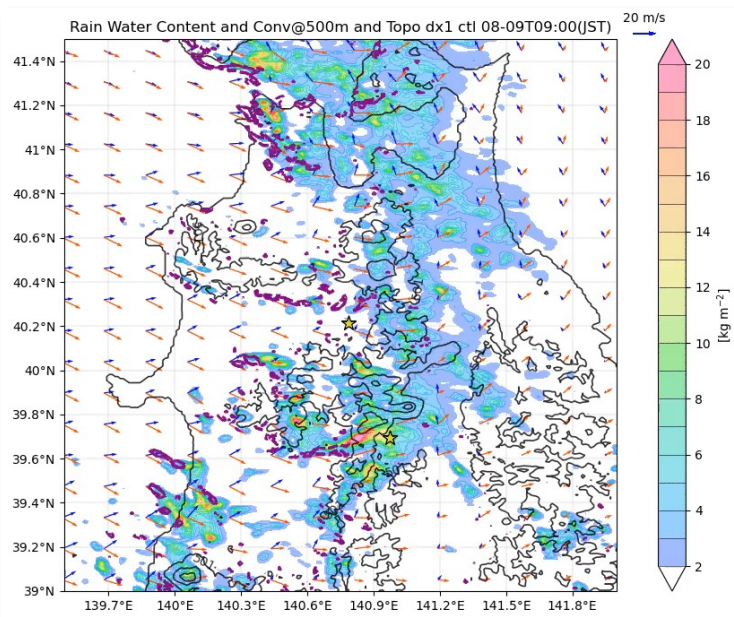 20 m/s
Rain Water Content and Conv@500m and Topo dx1 ctl 08-09T09:00(JST)
41.4°N
41.2°N
41°N
40.8°N
40.6°N
40.4°N
40.2°N
40°N
39.8°N
39.6°N
39.4°N
39.2°N
39°N
139.7°E
140°E
140.3°E
140.6°E
140.9°E
141.2°E
141.5°E
141.8°E
20
18
16
14
12
10
8
6
4
2
[kg m⁻²]